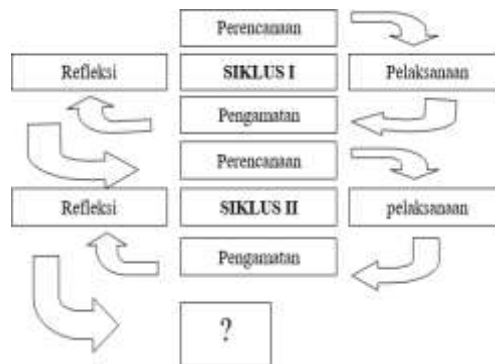 Perencanaan
Refleksi
SIKLUS I
Pelaksanaan
Pengamatan
Perencanaan
Refleksi
SIKLUS II
pelaksanaan
Pengamatan
?